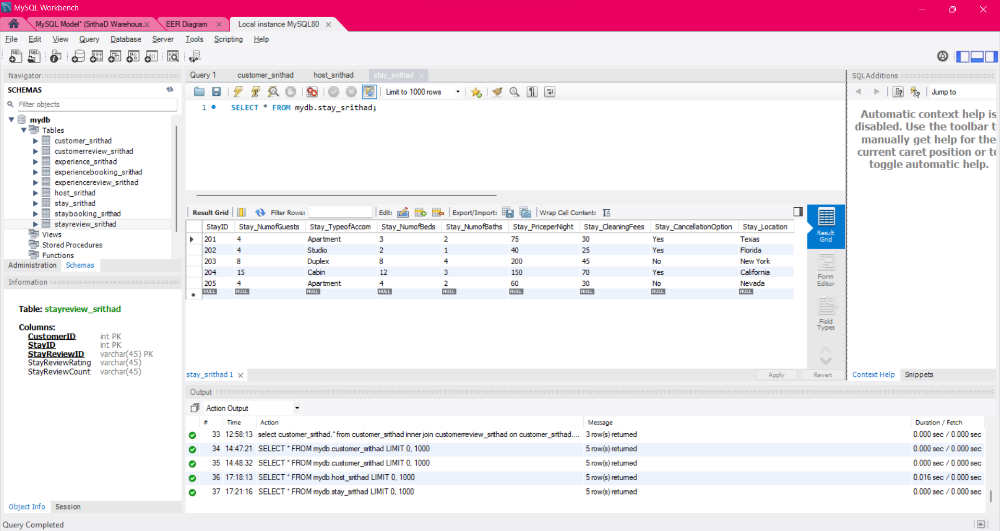 MySQL Workbench
MySQL Model* (SrithaD Warehous... × EER Diagram × Local instance MySQL80 ×
File Edit View Query Database Server Tools Scripting Help
Navigator
SCHEMAS
Filter objects
mydb
Tables
customer_srithad
customerreview_srithad
experience_srithad
experiencebooking_srithad
experiencereview_srithad
host_srithad
stay_srithad
staybooking_srithad
stayreview_srithad
Views
Stored Procedures
Functions
Administration Schemas
Information
Table: stayreview_srithad
Columns:
CustomerID int PK
StayID int PK
StayReviewID varchar(45) PK
StayReviewRating varchar(45)
StayReviewCount varchar(45)
Object Info Session
Query Completed
Query 1 customer_srithad host_srithad stay_srithad ×
Limit to 1000 rows
1 SELECT * FROM mydb.stay_srithad;
Result Grid Filter Rows: Edit: Export/Import: Wrap Cell Content:
StayID Stay_NumofGuests Stay_TypeofAccom Stay_NumofBeds Stay_NumofBaths Stay_PriceperNight Stay_CleaningFees Stay_CancellationOption Stay_Location
201 4 Apartment 3 2 75 30 Yes Texas
202 4 Studio 2 1 40 25 Yes Florida
203 8 Duplex 8 4 200 45 No New York
204 15 Cabin 12 3 150 70 Yes California
205 4 Apartment 4 2 60 30 No Nevada
NULL NULL NULL NULL NULL NULL NULL NULL NULL
Result
Grid
Form
Editor
Field
Types
stay_srithad 1 ×
Apply Revert
SQLAdditions
Jump to
Automatic context help is
disabled. Use the toolbar t
manually get help for the
current caret position or to
toggle automatic help.
Context Help Snippets
Output
Action Output
# Time Action Message Duration / Fetch
33 12:58:13 select customer_srithad.* from customer_srithad inner join customerreview_srithad on customer_srithad.... 3 row(s) returned 0.000 sec / 0.000 sec
34 14:47:21 SELECT * FROM mydb.customer_srithad LIMIT 0, 1000 5 row(s) returned 0.000 sec / 0.000 sec
35 14:48:32 SELECT * FROM mydb.customer_srithad LIMIT 0, 1000 5 row(s) returned 0.000 sec / 0.000 sec
36 17:18:13 SELECT * FROM mydb.host_srithad LIMIT 0, 1000 5 row(s) returned 0.016 sec / 0.000 sec
37 17:21:16 SELECT * FROM mydb.stay_srithad LIMIT 0, 1000 5 row(s) returned 0.000 sec / 0.000 sec